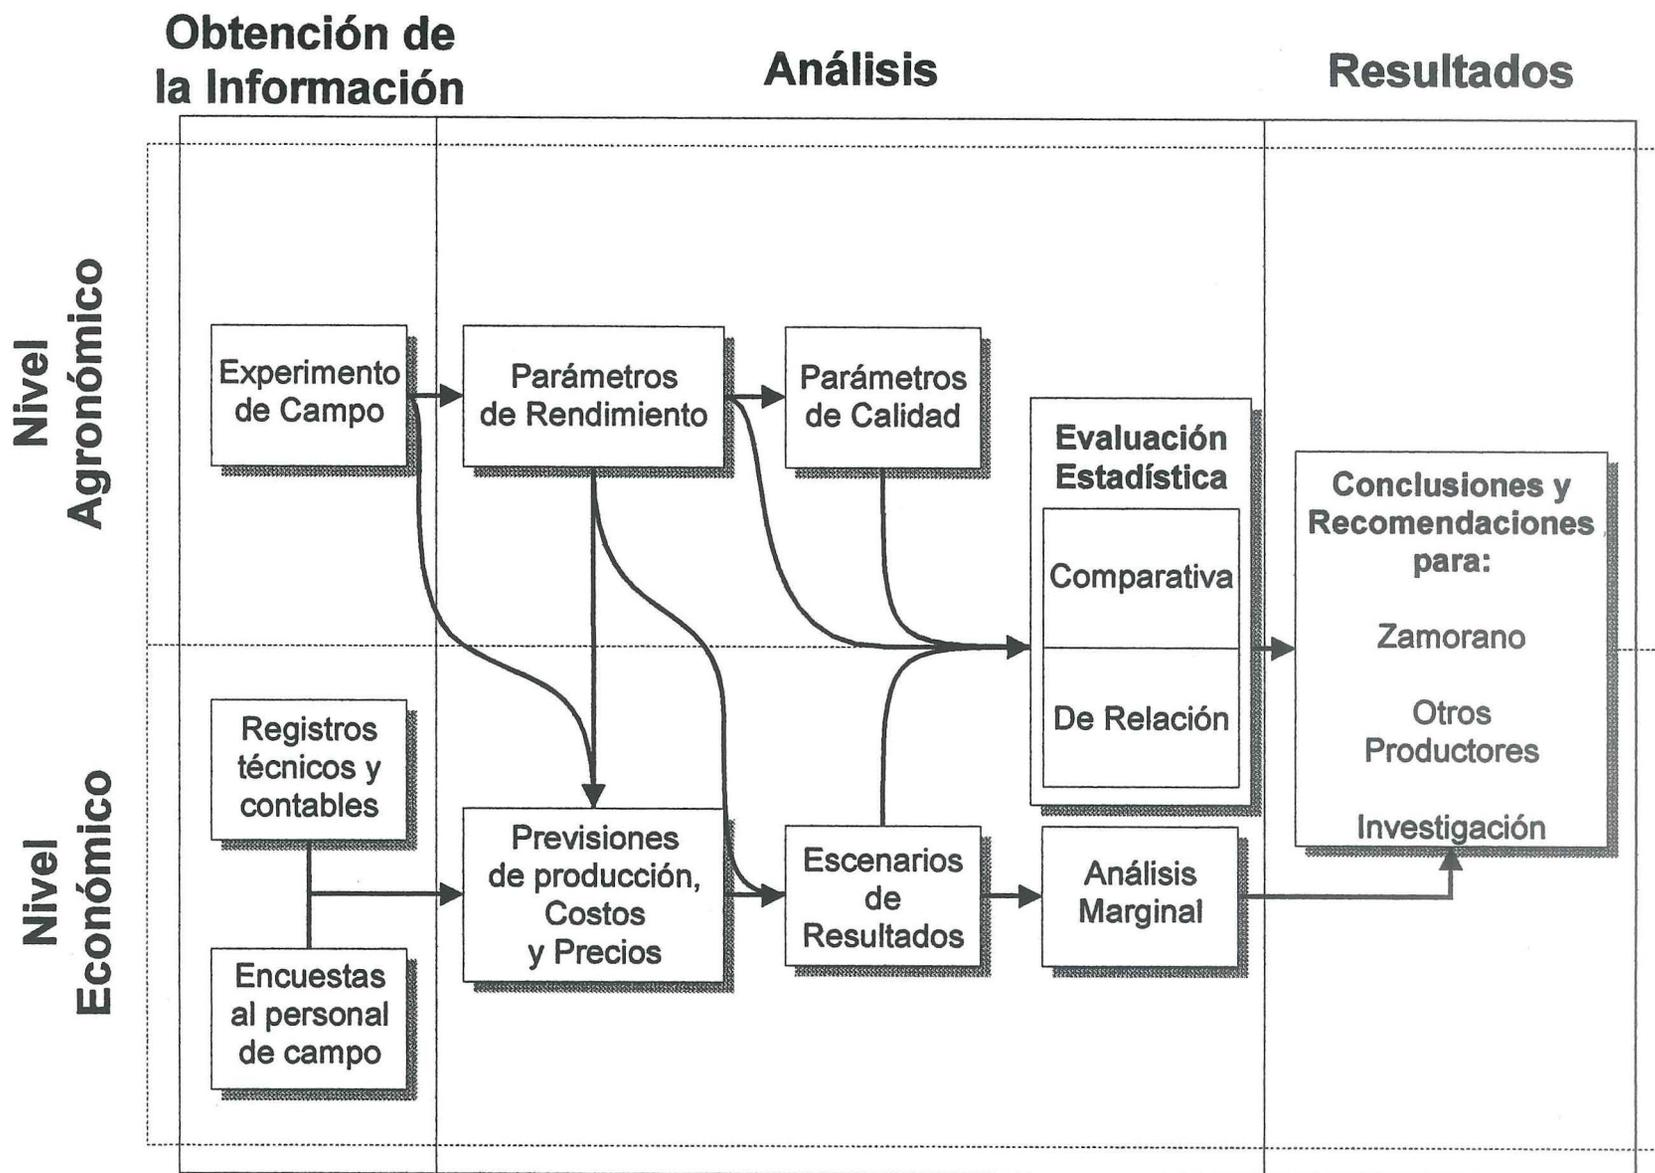 Obtención de
la Información
Análisis
Resultados
Nivel
Agronómico
Experimento
de Campo
Parámetros
de Rendimiento
Parámetros
de Calidad
Evaluación
Estadística
Comparativa
De Relación
Conclusiones y
Recomendaciones
para:
Zamorano
Otros
Productores
Investigación
Nivel
Económico
Registros
técnicos y
contables
Encuestas
al personal
de campo
Previsiones
de producción,
Costos
y Precios
Escenarios
de
Resultados
Análisis
Marginal